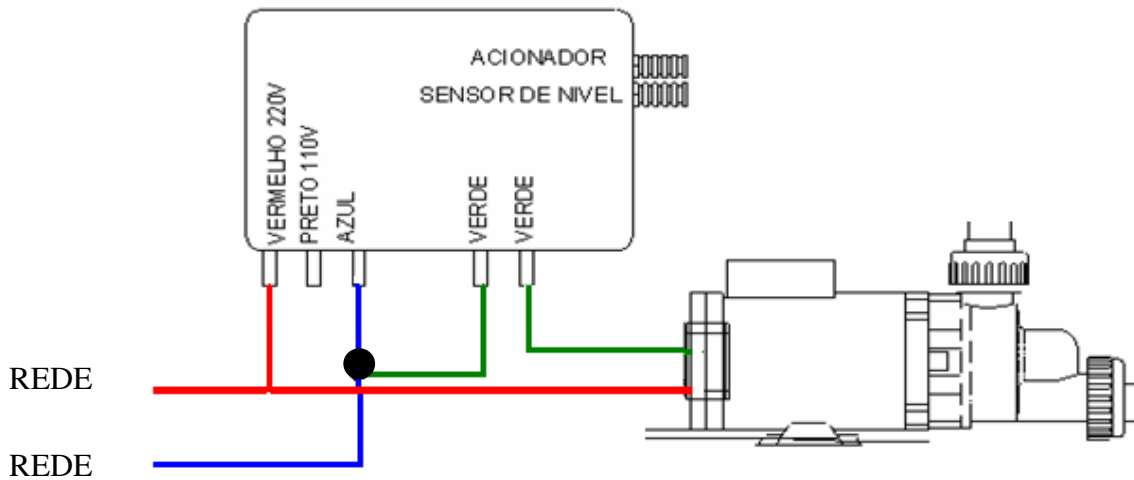 ACIONADOR
SENSOR DE NIVEL
VERMELHO 220V
PRETO 110V
AZUL
VERDE
VERDE
REDE
REDE